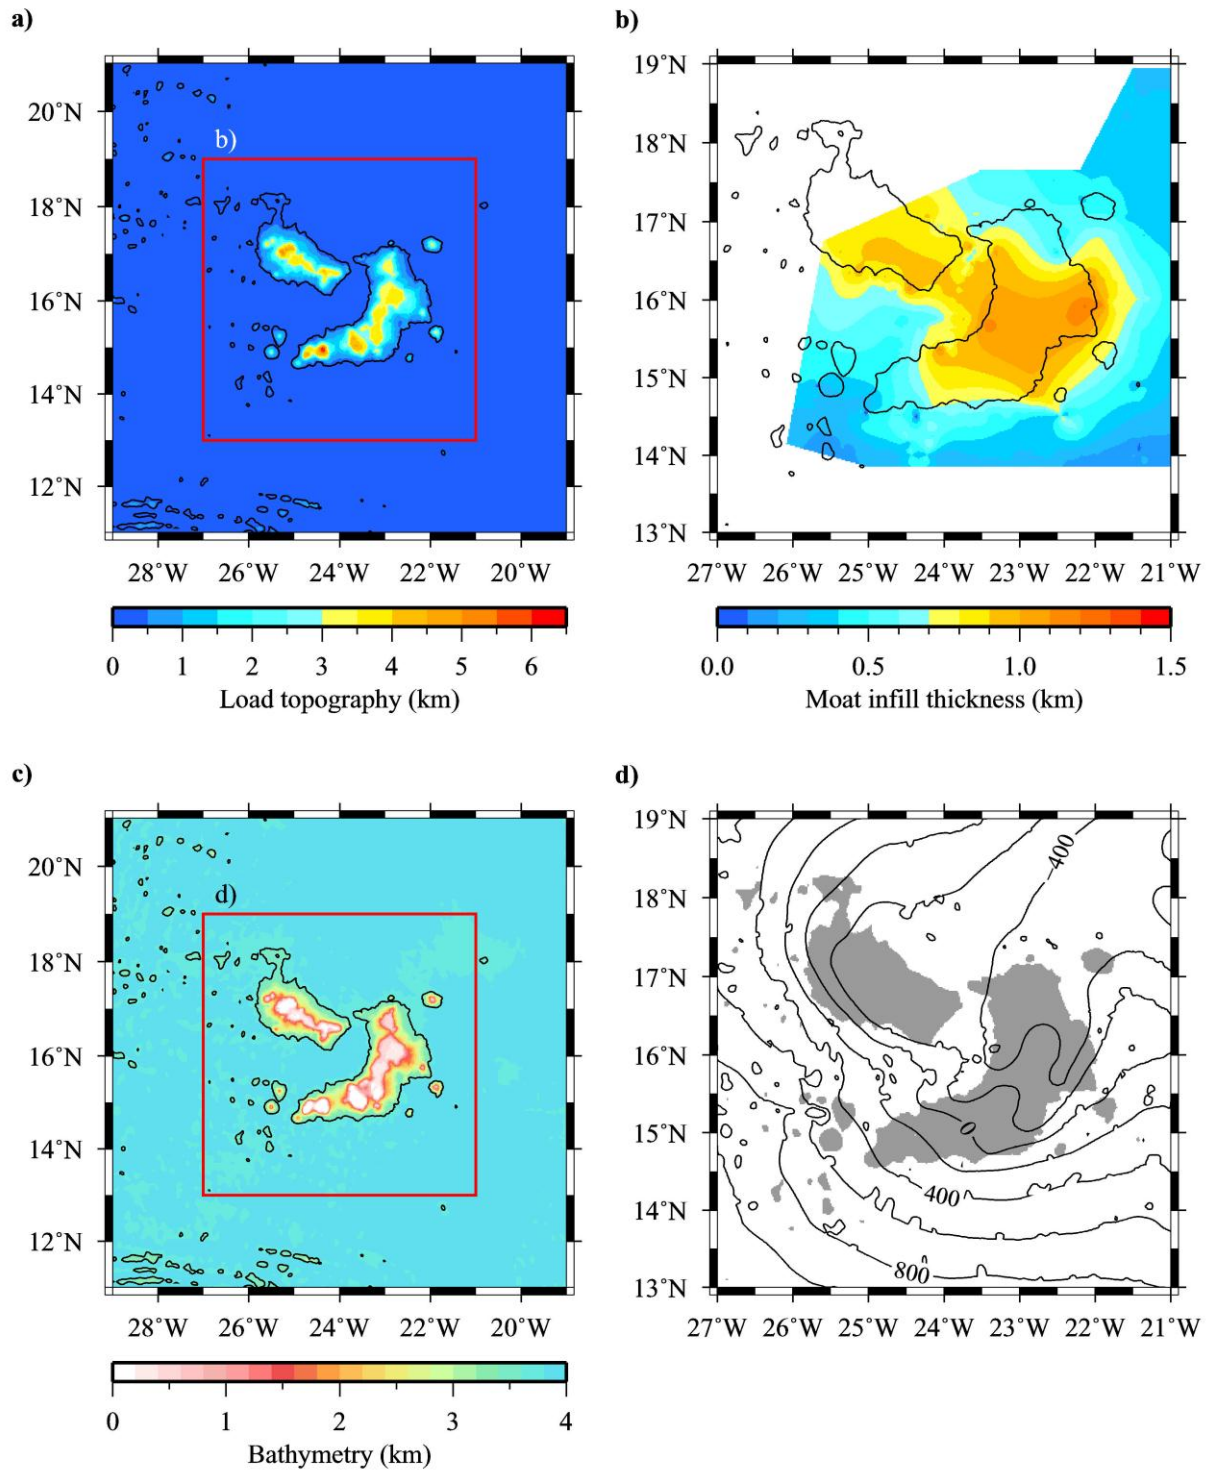 a)
b)
20°N
18°N
16°N
14°N
12°N
b)
28°W 26°W 24°W 22°W 20°W
0 1 2 3 4 5 6
Load topography (km)
19°N
18°N
17°N
16°N
15°N
14°N
13°N
27°W 26°W 25°W 24°W 23°W 22°W 21°W
0.0 0.5 1.0 1.5
Moat infill thickness (km)
c)
d)
20°N
18°N
16°N
14°N
12°N
d)
28°W 26°W 24°W 22°W 20°W
0 1 2 3 4
Bathymetry (km)
19°N
18°N
17°N
16°N
15°N
14°N
13°N
-400
0
400
800
27°W 26°W 25°W 24°W 23°W 22°W 21°W